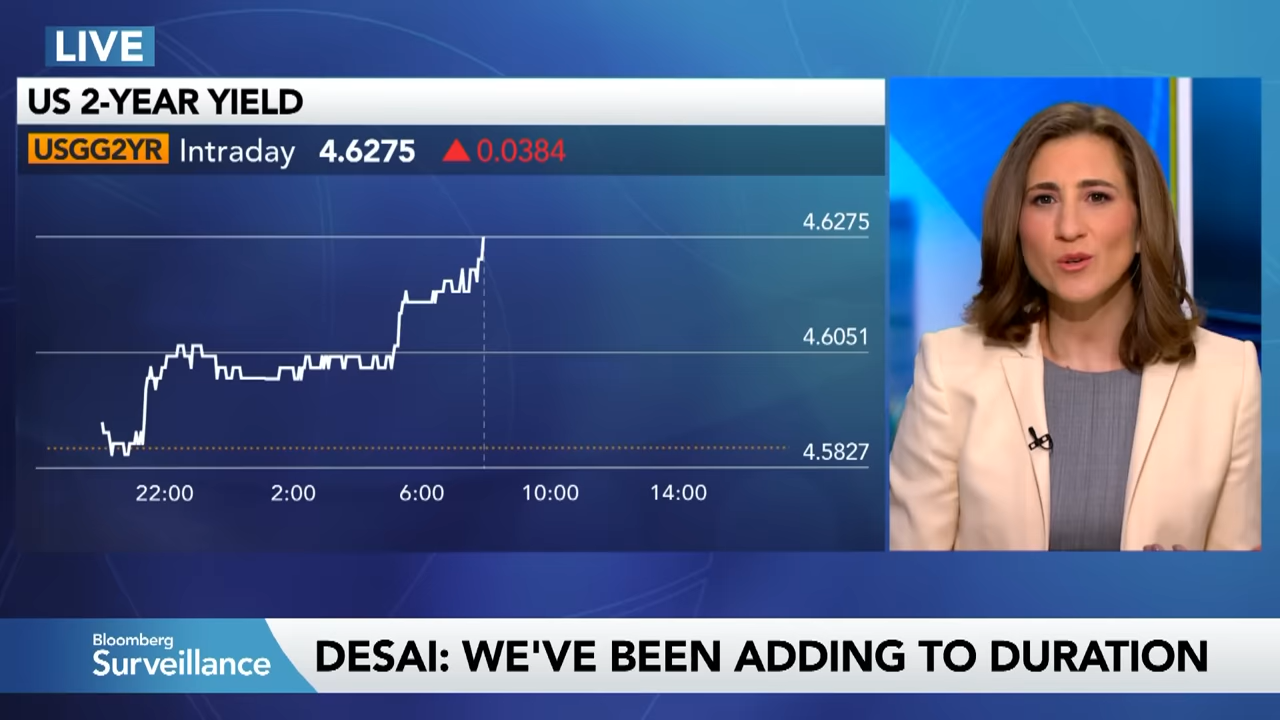 LIVE
US 2-YEAR YIELD
USGG2YR Intraday 4.6275 ▲ 0.0384
4.6275
4.6051
4.5827
22:00 2:00 6:00 10:00 14:00
Bloomberg
Surveillance
DESAI: WE'VE BEEN ADDING TO DURATION